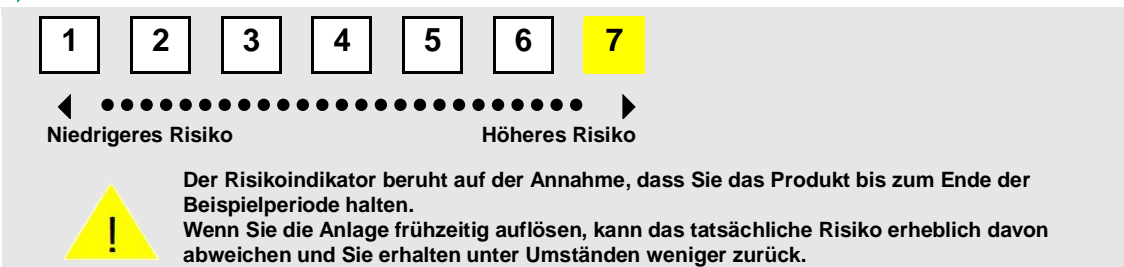 1 2 3 4 5 6 7
Niedrigeres Risiko Höheres Risiko
Der Risikoindikator beruht auf der Annahme, dass Sie das Produkt bis zum Ende der
Beispielperiode halten.
! Wenn Sie die Anlage frühzeitig auflösen, kann das tatsächliche Risiko erheblich davon
abweichen und Sie erhalten unter Umständen weniger zurück.